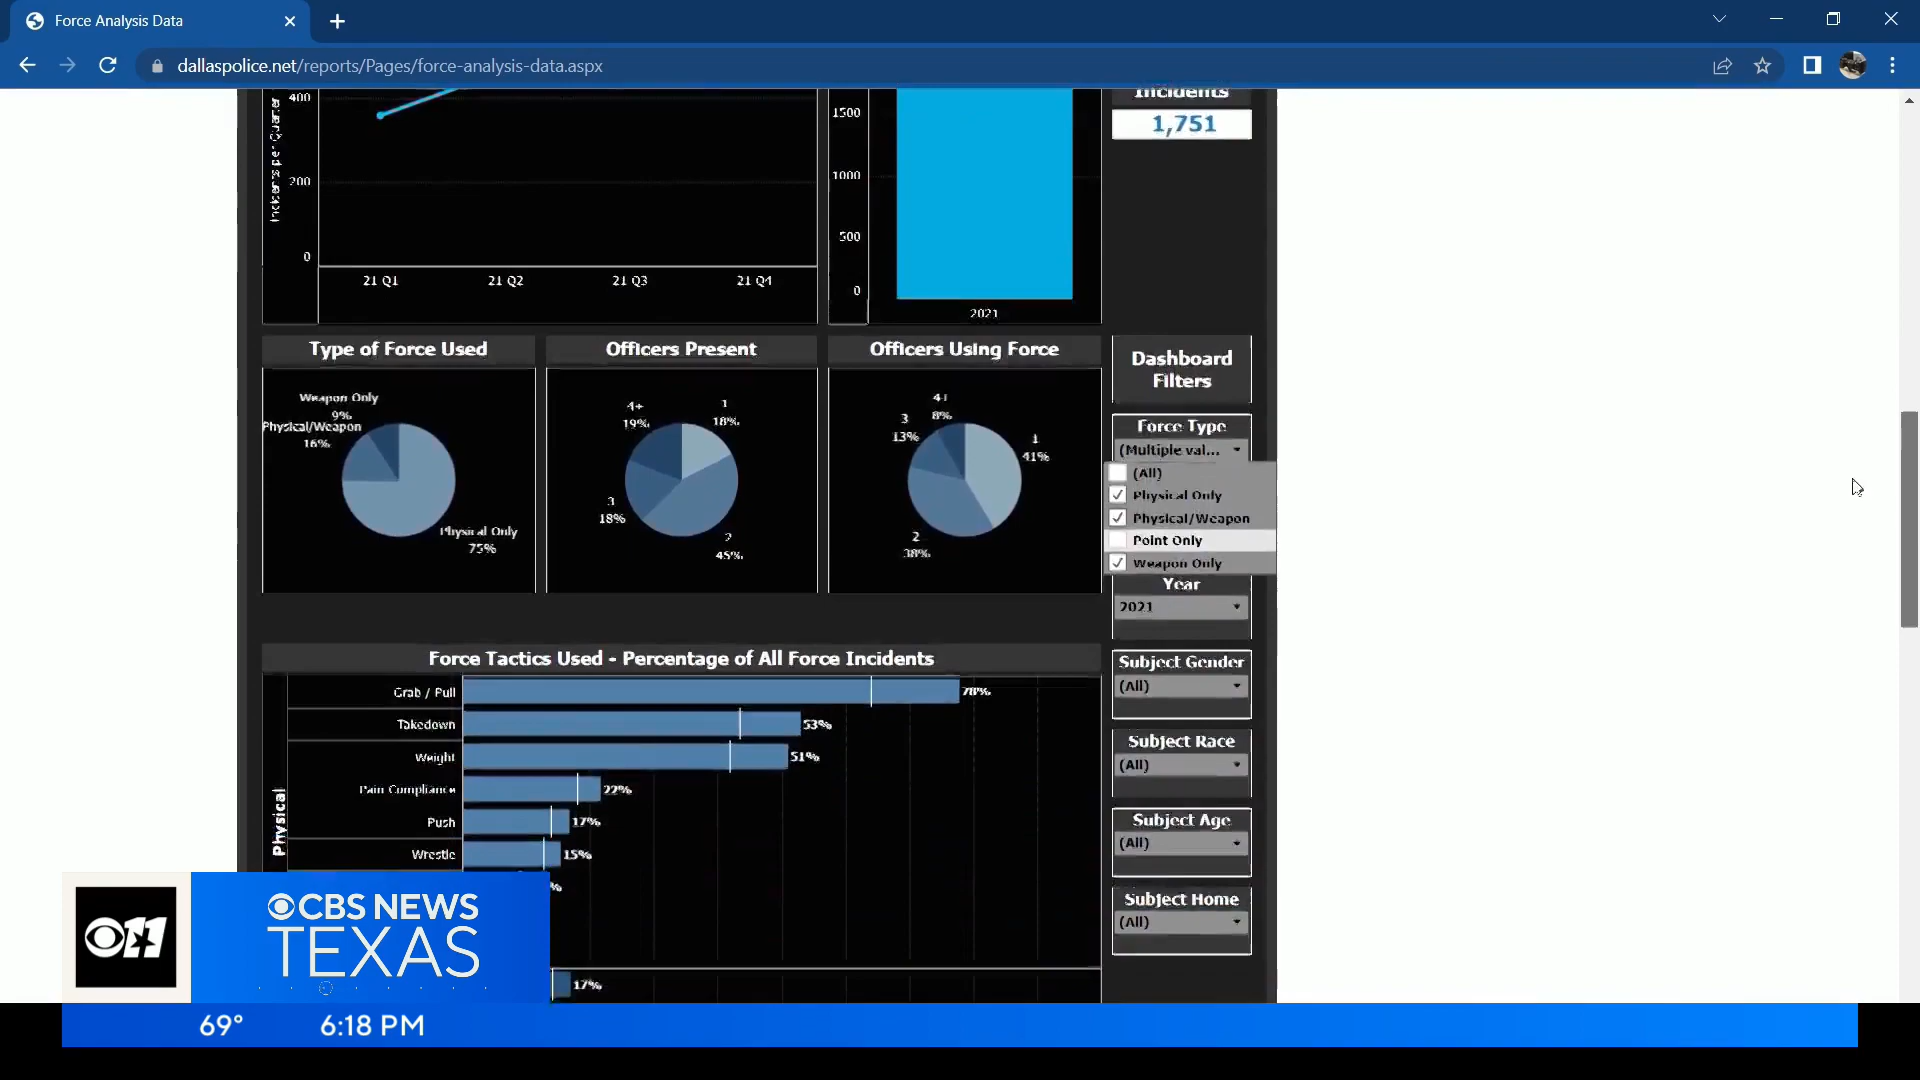 Force Analysis Data
dallaspolice.net/reports/Pages/force-analysis-data.aspx
Incidents
1,751
Incidents per Quarter
400
200
0
21 Q1
21 Q2
21 Q3
21 Q4
1500
1000
500
0
2021
Type of Force Used
Officers Present
Officers Using Force
Dashboard
Filters
Weapon Only
9%
Physical/Weapon
16%
Physical Only
75%
4+
19%
1
18%
3
18%
2
45%
4+
8%
3
13%
1
41%
2
38%
Force Type
(Multiple val...
(All)
Physical Only
Physical/Weapon
Point Only
Weapon Only
Year
2021
Subject Gender
(All)
Subject Race
(All)
Subject Age
(All)
Subject Home
(All)
Force Tactics Used - Percentage of All Force Incidents
Physical
Grab / Pull
78%
Takedown
53%
Weight
51%
Pain Compliance
22%
Push
17%
Wrestle
15%
%
17%
11
CBS NEWS
TEXAS
69° 6:18 PM